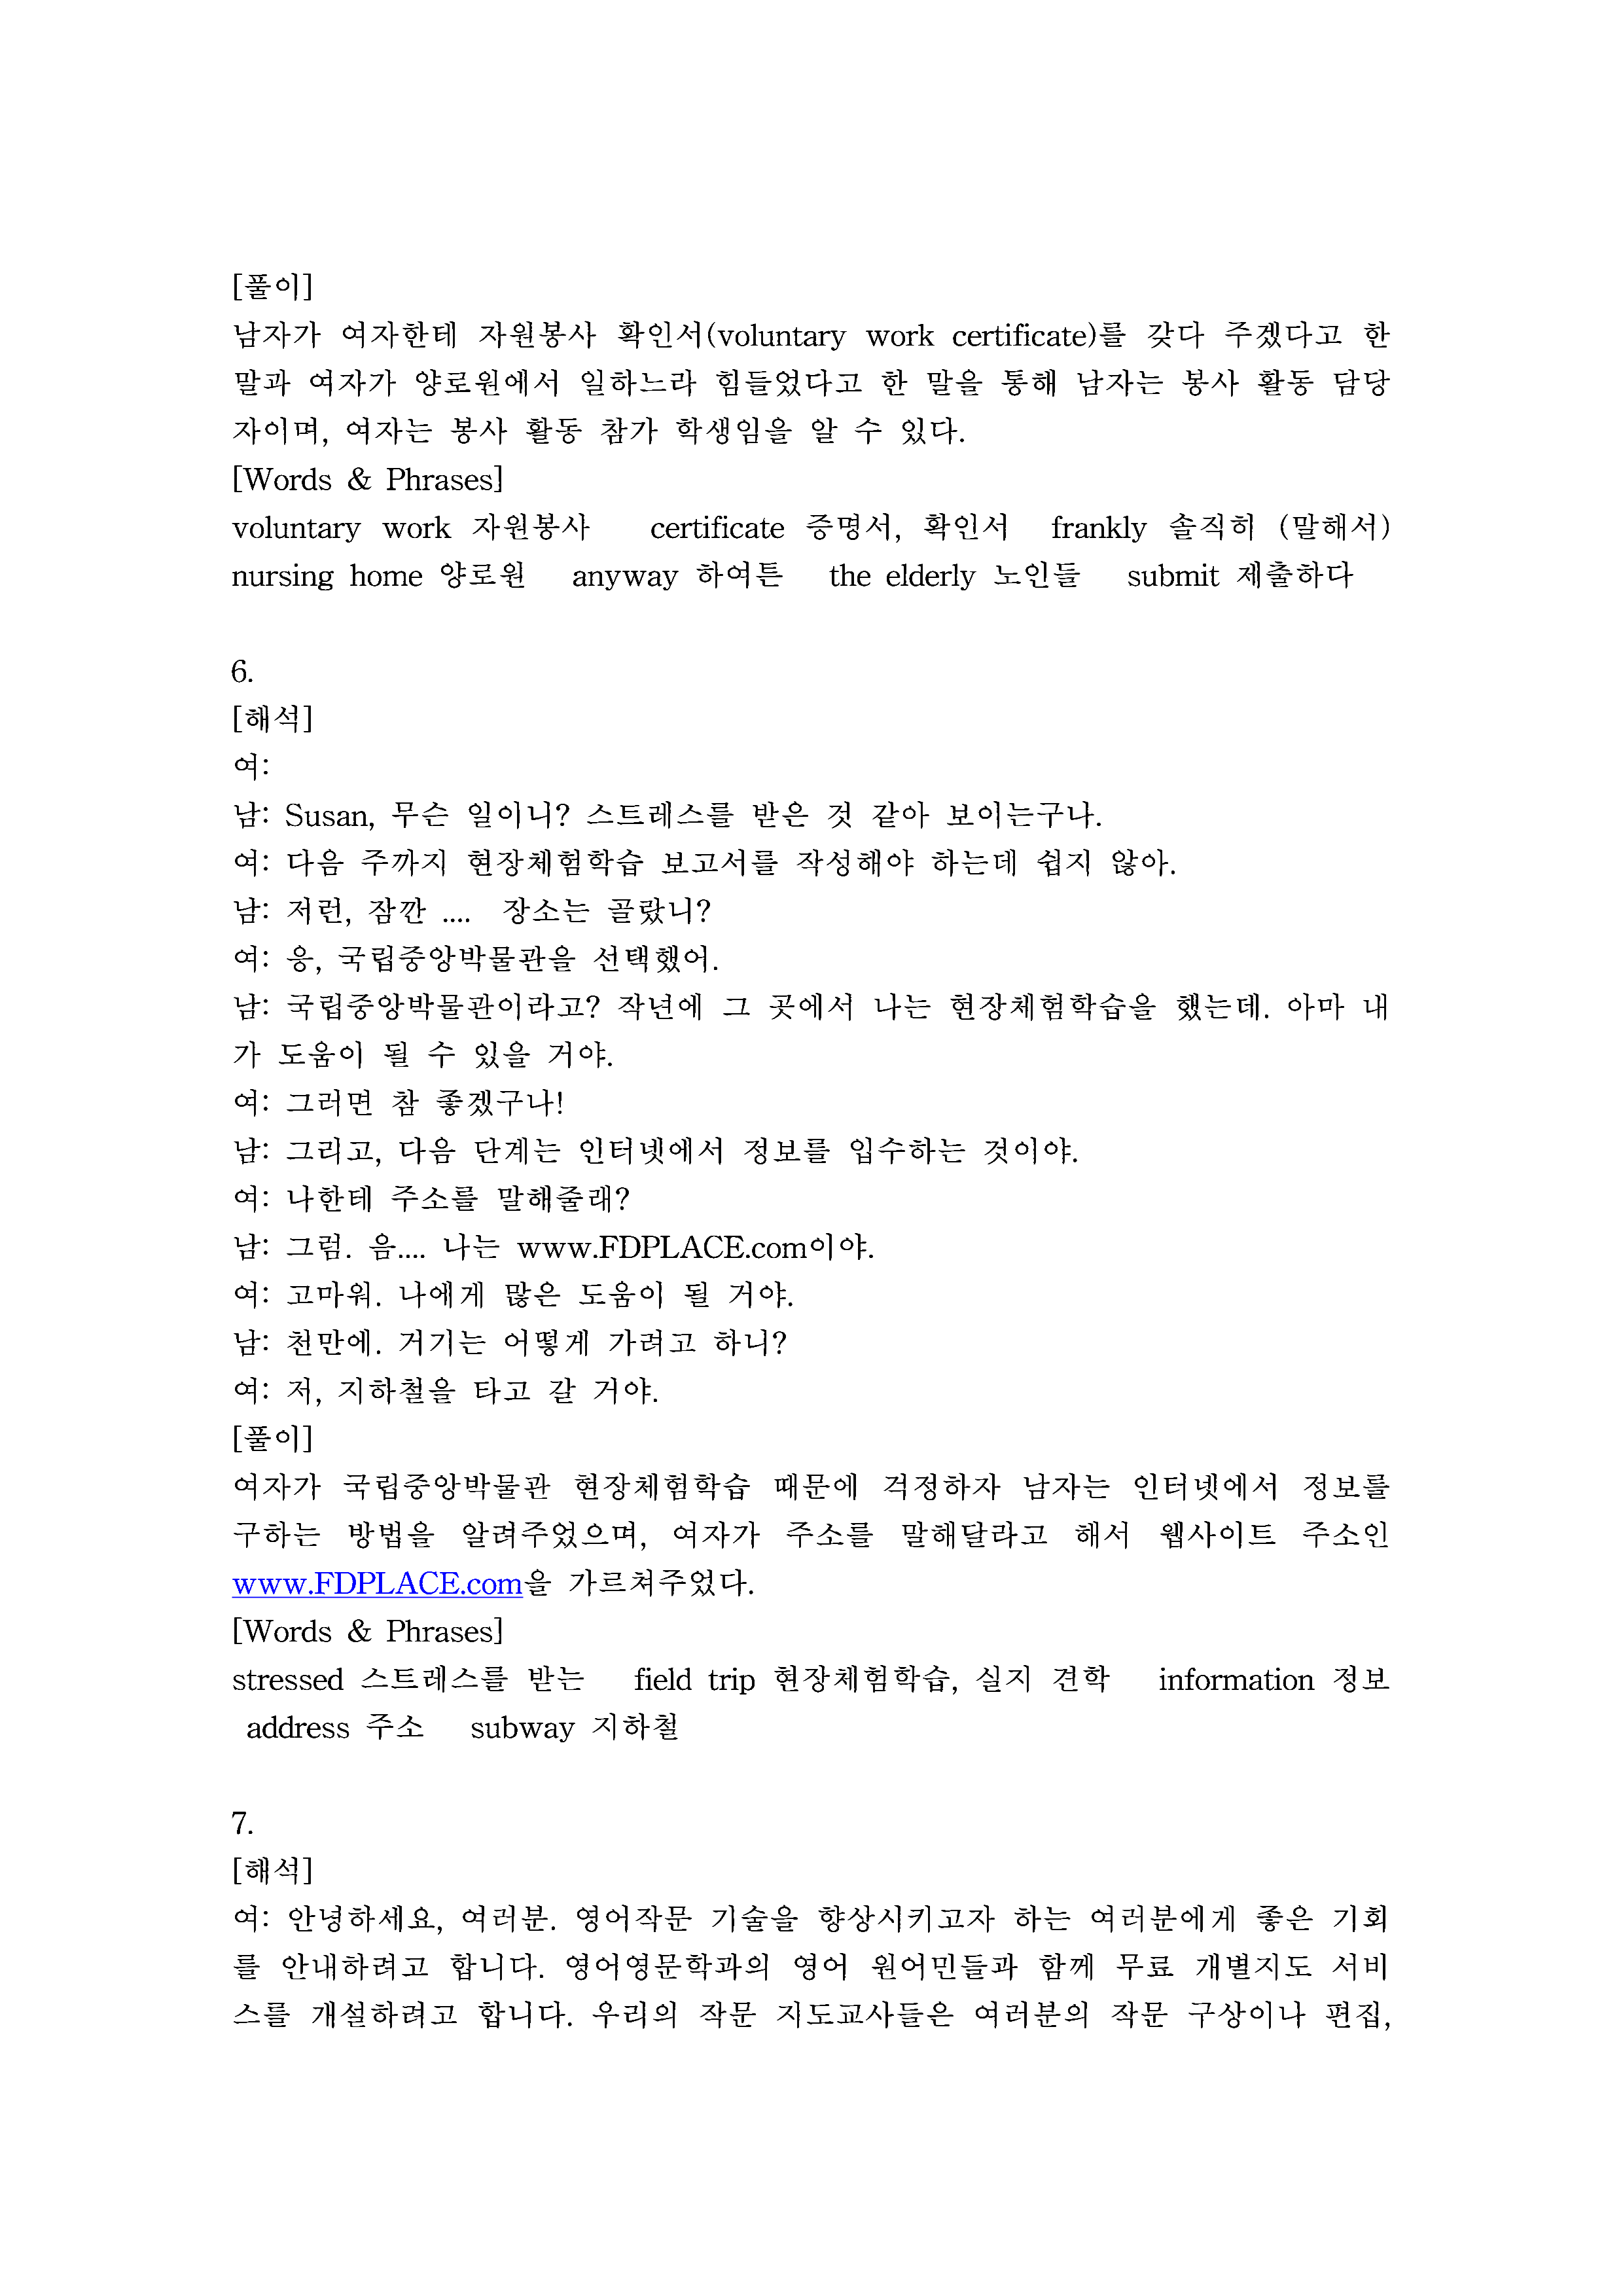 [풀이]
남자가 여자한테 자원봉사 확인서(voluntary work certificate)를 갖다 주겠다고 한
말과 여자가 양로원에서 일하느라 힘들었다고 한 말을 통해 남자는 봉사 활동 담당
자이며, 여자는 봉사 활동 참가 학생임을 알 수 있다.
[Words & Phrases]
voluntary work 자원봉사 certificate 증명서, 확인서 frankly 솔직히 (말해서)
nursing home 양로원 anyway 하여튼 the elderly 노인들 submit 제출하다
6.
[해석]
여:
남: Susan, 무슨 일이니? 스트레스를 받은 것 같아 보이는구나.
여: 다음 주까지 현장체험학습 보고서를 작성해야 하는데 쉽지 않아.
남: 저런, 잠깐 .... 장소는 골랐니?
여: 응, 국립중앙박물관을 선택했어.
남: 국립중앙박물관이라고? 작년에 그 곳에서 나는 현장체험학습을 했는데. 아마 내
가 도움이 될 수 있을 거야.
여: 그러면 참 좋겠구나!
남: 그리고, 다음 단계는 인터넷에서 정보를 입수하는 것이야.
여: 나한테 주소를 말해줄래?
남: 그럼. 음.... 나는 www.FDPLACE.com이야.
여: 고마워. 나에게 많은 도움이 될 거야.
남: 천만에. 거기는 어떻게 가려고 하니?
여: 저, 지하철을 타고 갈 거야.
[풀이]
여자가 국립중앙박물관 현장체험학습 때문에 걱정하자 남자는 인터넷에서 정보를
구하는 방법을 알려주었으며, 여자가 주소를 말해달라고 해서 웹사이트 주소인
www.FDPLACE.com을 가르쳐주었다.
[Words & Phrases]
stressed 스트레스를 받는 field trip 현장체험학습, 실지 견학 information 정보
address 주소 subway 지하철
7.
[해석]
여: 안녕하세요, 여러분. 영어작문 기술을 향상시키고자 하는 여러분에게 좋은 기회
를 안내하려고 합니다. 영어영문학과의 영어 원어민들과 함께 무료 개별지도 서비
스를 개설하려고 합니다. 우리의 작문 지도교사들은 여러분의 작문 구상이나 편집,